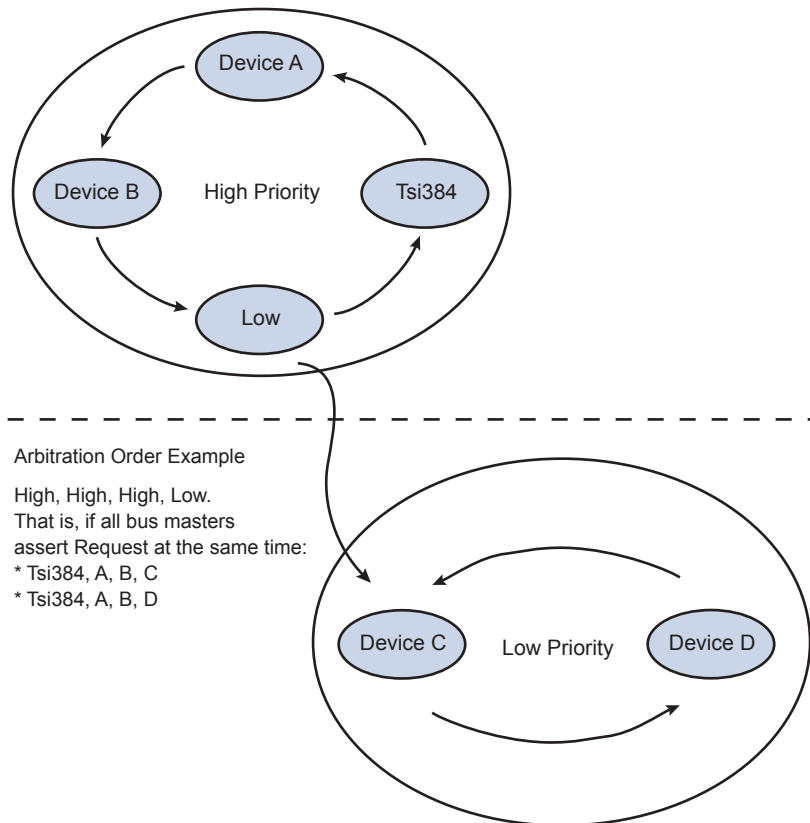 Device A
Device B
High Priority
Tsi384
Low
Arbitration Order Example
High, High, High, Low.
That is, if all bus masters
assert Request at the same time:
* Tsi384, A, B, C
* Tsi384, A, B, D
Device C
Low Priority
Device D